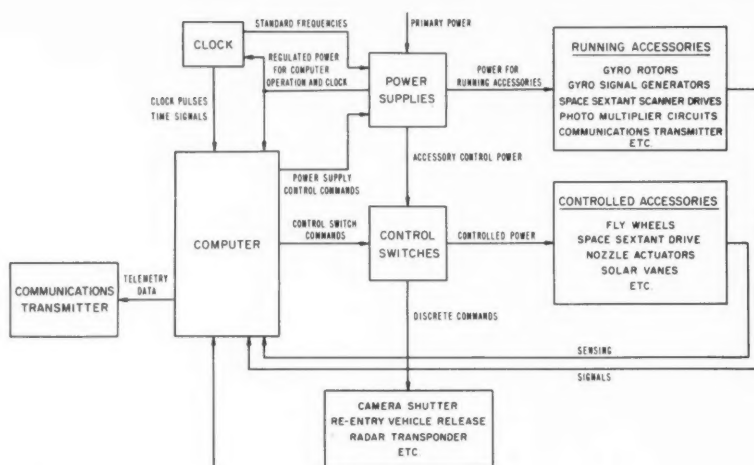 STANDARD FREQUENCIES
PRIMARY POWER
CLOCK
REGULATED POWER
FOR COMPUTER
OPERATION AND CLOCK
POWER
SUPPLIES
POWER FOR
RUNNING ACCESSORIES
RUNNING ACCESSORIES
GYRO ROTORS
GYRO SIGNAL GENERATORS
SPACE SEXTANT SCANNER DRIVES
PHOTO MULTIPLIER CIRCUITS
COMMUNICATIONS TRANSMITTER
ETC.
CLOCK PULSES
TIME SIGNALS
ACCESSORY CONTROL POWER
POWER SUPPLY
CONTROL COMMANDS
COMPUTER
CONTROL SWITCH
COMMANDS
CONTROL
SWITCHES
CONTROLLED POWER
CONTROLLED ACCESSORIES
FLY WHEELS
SPACE SEXTANT DRIVE
NOZZLE ACTUATORS
SOLAR VANES
ETC.
COMMUNICATIONS
TRANSMITTER
TELEMETRY
DATA
DISCRETE COMMANDS
SENSING
SIGNALS
CAMERA SHUTTER
RE-ENTRY VEHICLE RELEASE
RADAR TRANSPONDER
ETC.